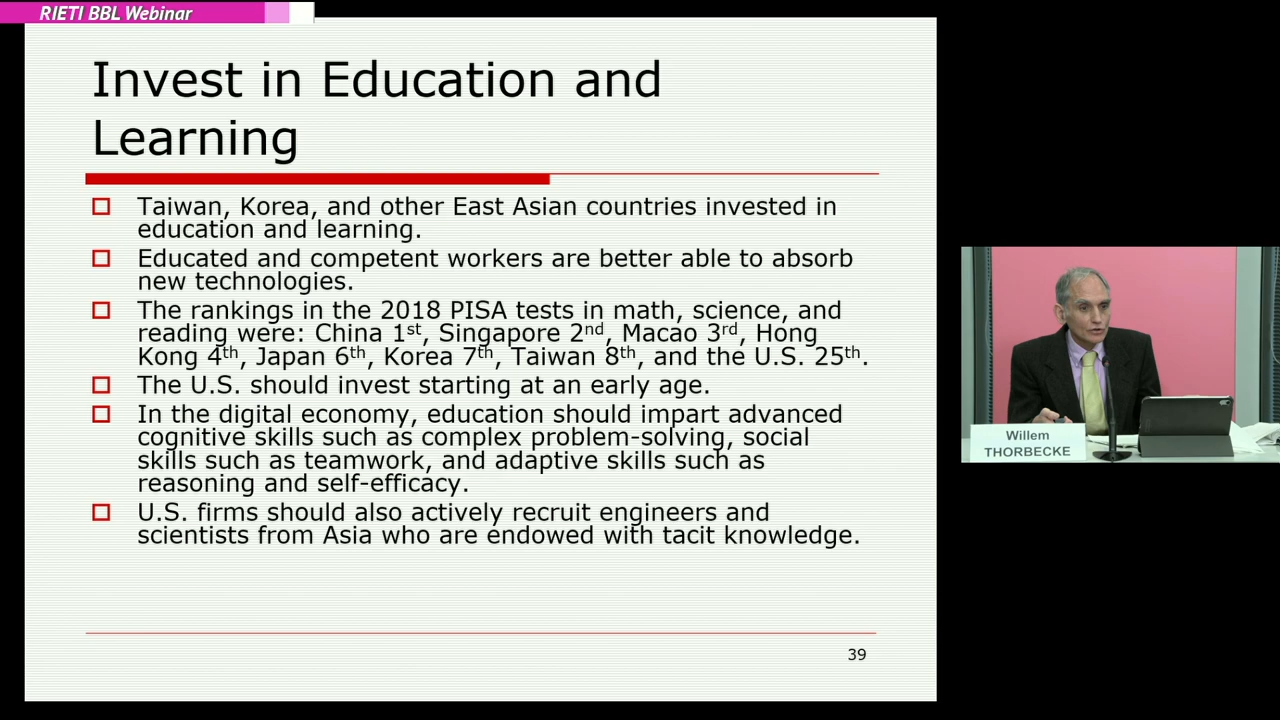 RIETI BBL Webinar
Invest in Education and
Learning
Taiwan, Korea, and other East Asian countries invested in
education and learning.
Educated and competent workers are better able to absorb
new technologies.
The rankings in the 2018 PISA tests in math, science, and
reading were: China 1st, Singapore 2nd, Macao 3rd, Hong
Kong 4th, Japan 6th, Korea 7th, Taiwan 8th, and the U.S. 25th.
The U.S. should invest starting at an early age.
In the digital economy, education should impart advanced
cognitive skills such as complex problem-solving, social
skills such as teamwork, and adaptive skills such as
reasoning and self-efficacy.
U.S. firms should also actively recruit engineers and
scientists from Asia who are endowed with tacit knowledge.
39
Willem
THORBECKE